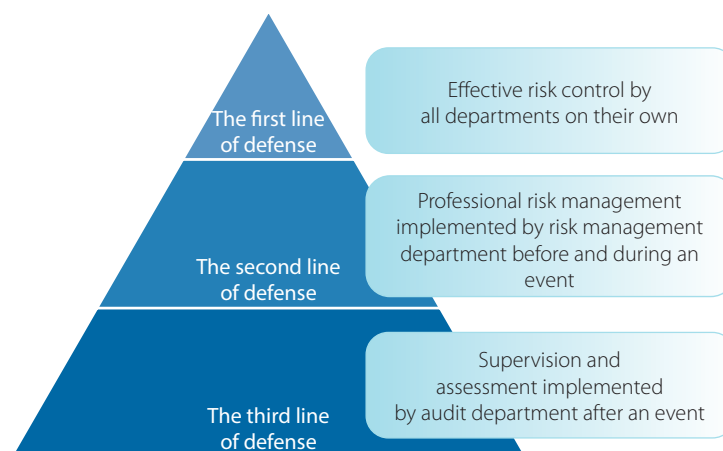 The first line
of defense
Effective risk control by
all departments on their own
The second line
of defense
Professional risk management
implemented by risk management
department before and during an
event
The third line
of defense
Supervision and
assessment implemented
by audit department after an event